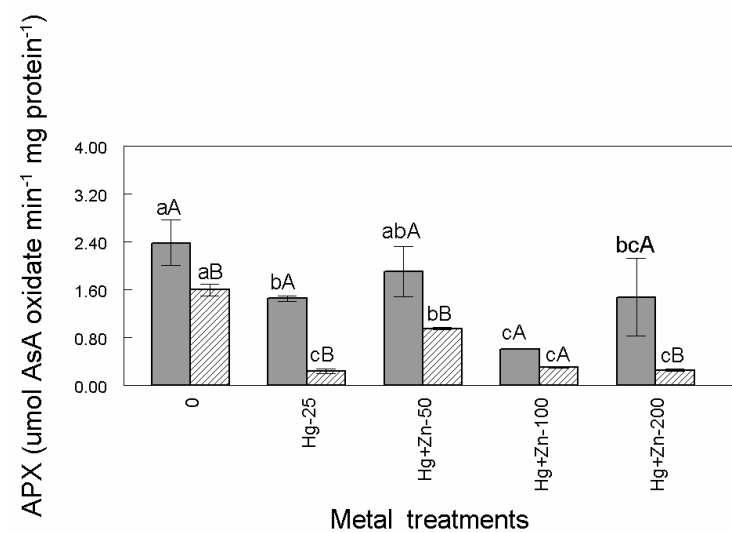 APX (umol AsA oxidate min⁻¹ mg protein⁻¹)
4.00
3.20
2.40
1.60
0.80
0.00
aA
aB
bA
cB
abA
bB
cA
cA
bcA
cB
0
Hg-25
Hg+Zn-50
Hg+Zn-100
Hg+Zn-200
Metal treatments